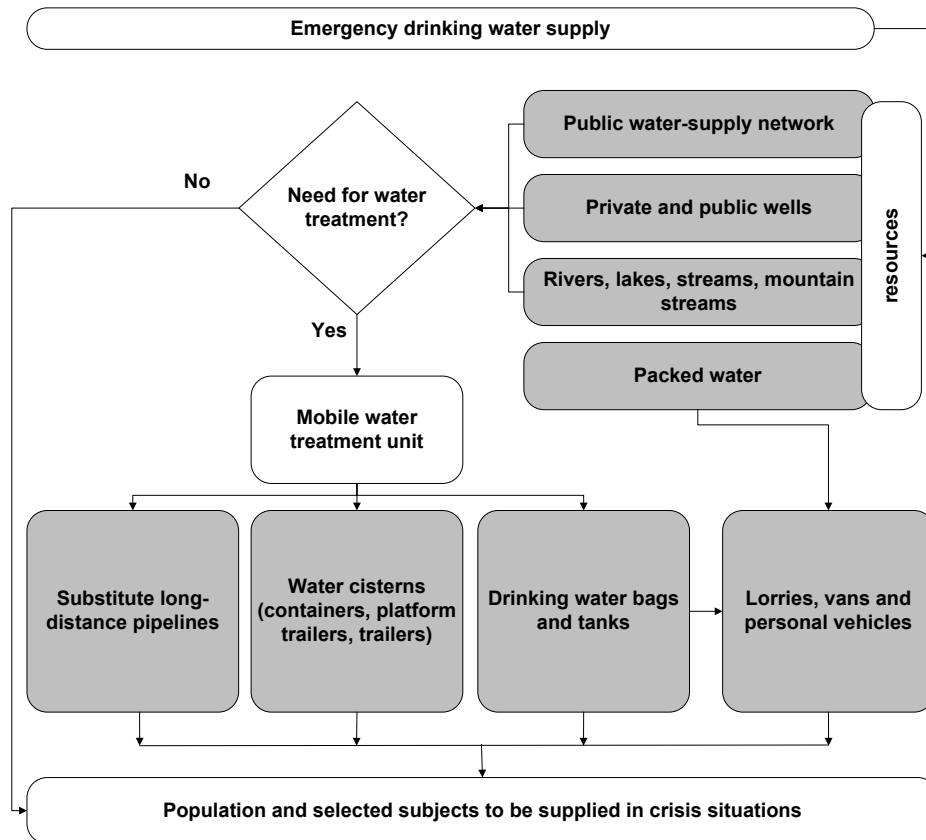 Emergency drinking water supply
Public water-supply network
No
Need for water
treatment?
Private and public wells
resources
Rivers, lakes, streams, mountain
streams
Yes
Packed water
Mobile water
treatment unit
Substitute long-
distance pipelines
Water cisterns
(containers, platform
trailers, trailers)
Drinking water bags
and tanks
Lorries, vans and
personal vehicles
Population and selected subjects to be supplied in crisis situations